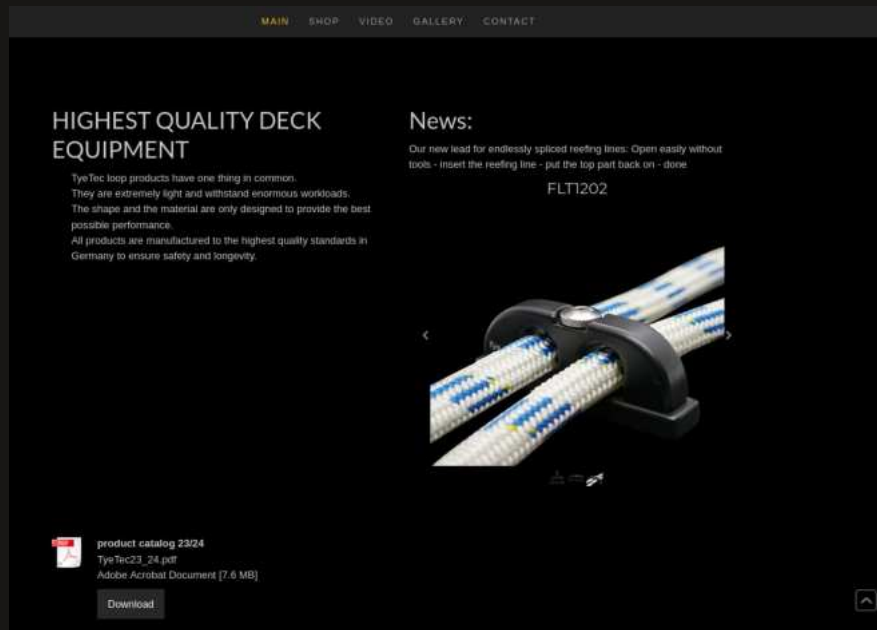 MAIN SHOP VIDEO GALLERY CONTACT
HIGHEST QUALITY DECK
EQUIPMENT
TyeTec loop products have one thing in common.
They are extremely light and withstand enormous workloads.
The shape and the material are only designed to provide the best
possible performance.
All products are manufactured to the highest quality standards in
Germany to ensure safety and longevity.
News:
Our new lead for endlessly spliced reefing lines: Open easily without
tools - insert the reefing line - put the top part back on - done
FLT1202
PDF
product catalog 23/24
TyeTec23_24.pdf
Adobe Acrobat Document [7.6 MB]
Download